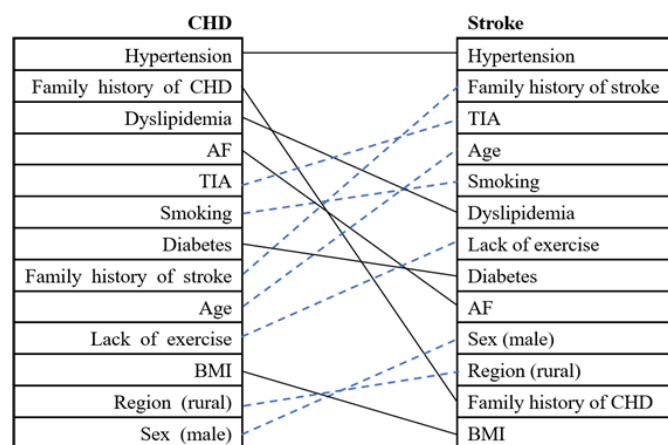 CHD
Hypertension
Family history of CHD
Dyslipidemia
AF
TIA
Smoking
Diabetes
Family history of stroke
Age
Lack of exercise
BMI
Region (rural)
Sex (male)
Stroke
Hypertension
Family history of stroke
TIA
Age
Smoking
Dyslipidemia
Lack of exercise
Diabetes
AF
Sex (male)
Region (rural)
Family history of CHD
BMI